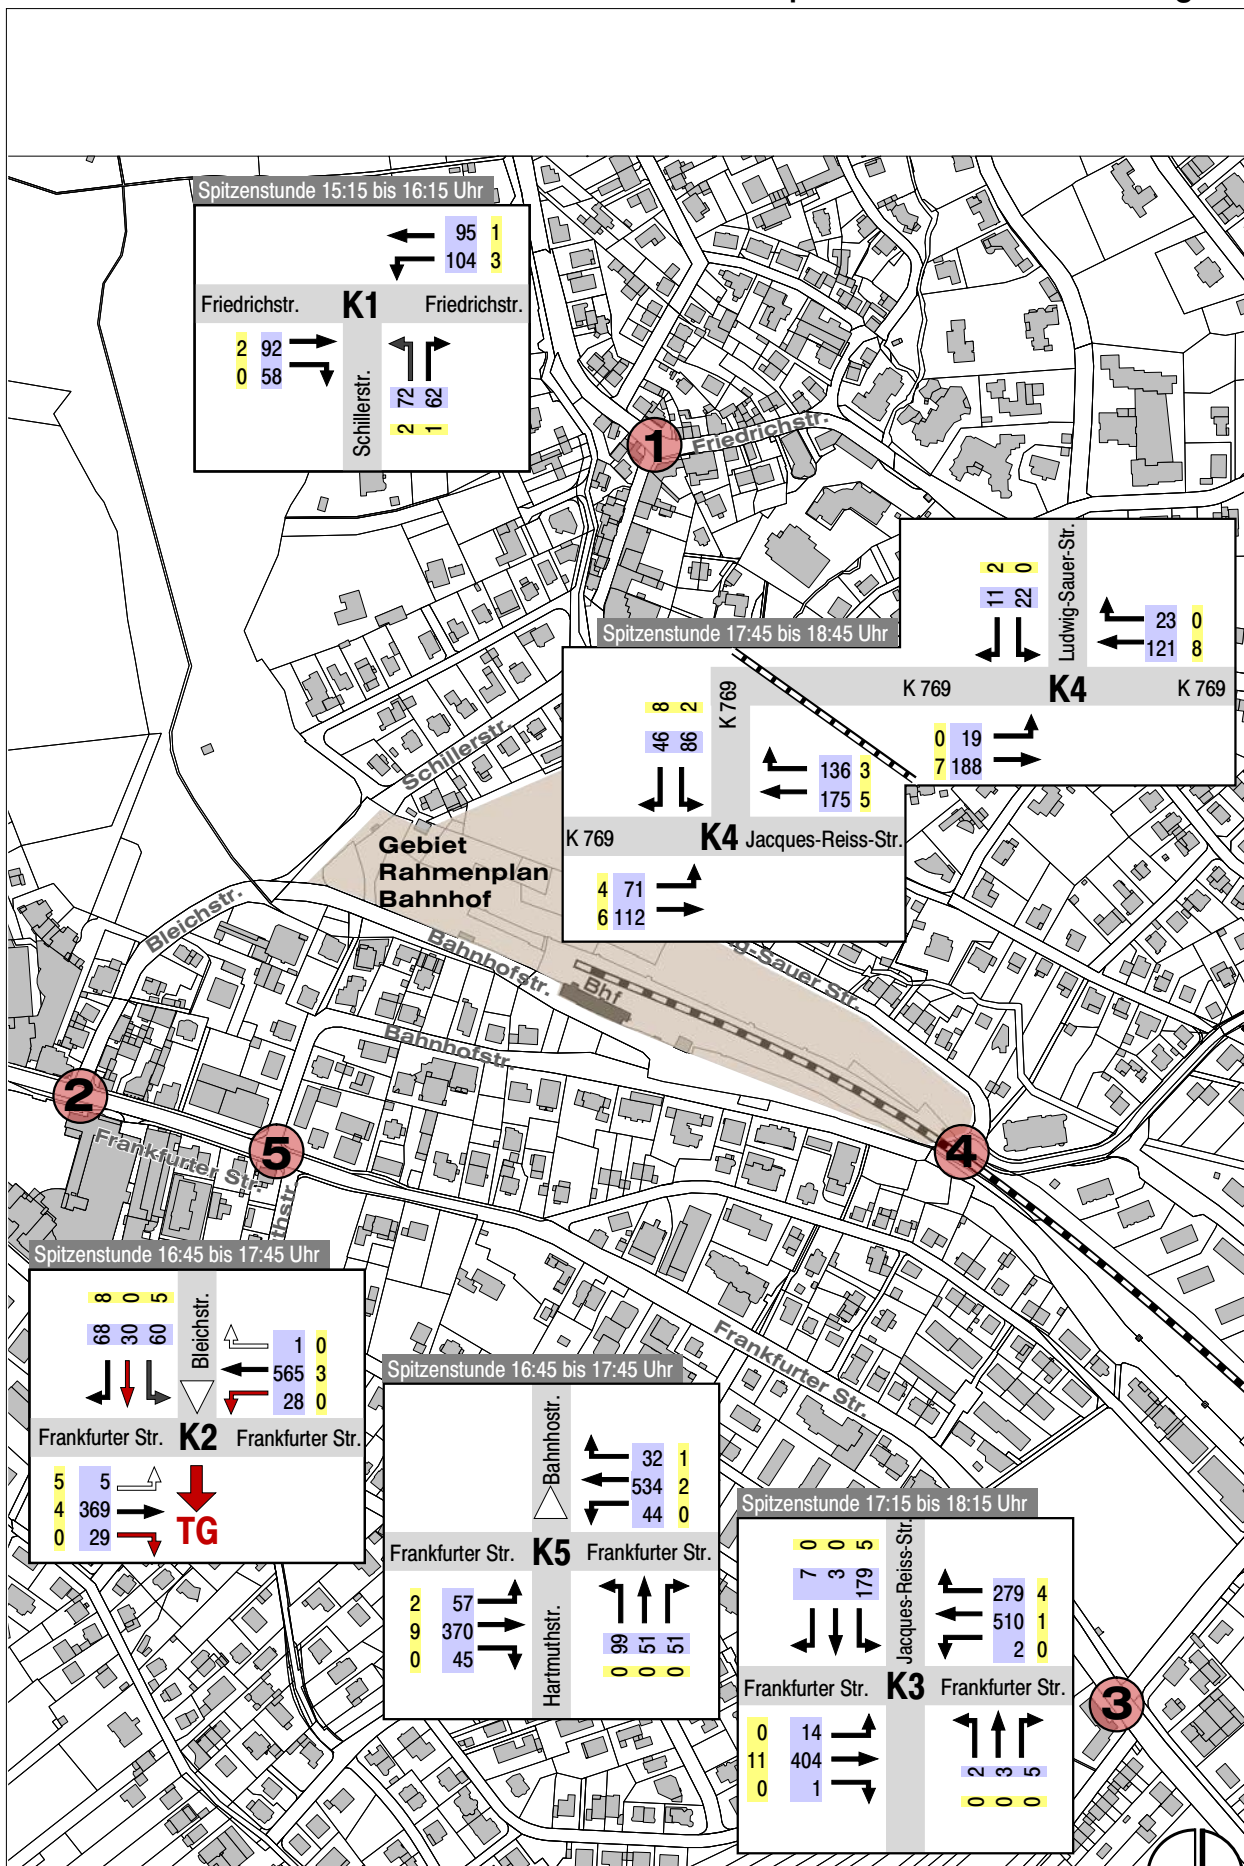 Spitzenstunde 15:15 bis 16:15 Uhr
95 1
104 3
Friedrichstr. K1 Friedrichstr.
2 92
0 58
Schillerstr.
72 62
2 1
1
Friedrichstr.
2 0
11 22
Ludwig-Sauer-Str.
23 0
121 8
K 769 K4 K 769
0 19
7 188
Spitzenstunde 17:45 bis 18:45 Uhr
8 2
46 86
K 769
136 3
175 5
K 769 K4 Jacques-Reiss-Str.
4 71
6 112
Schillerstr.
Gebiet
Rahmenplan
Bahnhof
Bleichstr.
Bahnhofstr.
g-Sauer Str.
Bhf
Bahnhofstr.
2
5
4
Frankfurter Str.
thstr.
Frankfurter Str.
Spitzenstunde 16:45 bis 17:45 Uhr
8 0 5
68 30 60
Bleichstr.
1 0
565 3
28 0
Frankfurter Str. K2 Frankfurter Str.
5 5
4 369
0 29
TG
Spitzenstunde 16:45 bis 17:45 Uhr
Bahnhostr.
32 1
534 2
44 0
Frankfurter Str. K5 Frankfurter Str.
2 57
9 370
0 45
Hartmuthstr.
99 51 51
0 0 0
Spitzenstunde 17:15 bis 18:15 Uhr
0 0 5
7 3 179
Jacques-Reiss-Str.
279 4
510 1
2 0
Frankfurter Str. K3 Frankfurter Str.
0 14
11 404
0 1
2 3 5
0 0 0
3